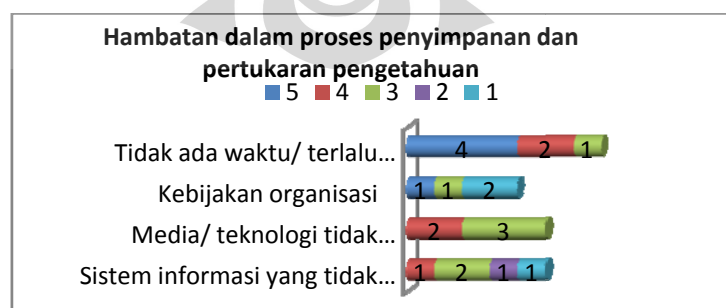 Hambatan dalam proses penyimpanan dan
pertukaran pengetahuan
5 4 3 2 1
Tidak ada waktu/ terlalu… 4 2 1
Kebijakan organisasi 1 1 2
Media/ teknologi tidak… 2 3
Sistem informasi yang tidak… 1 2 1 1